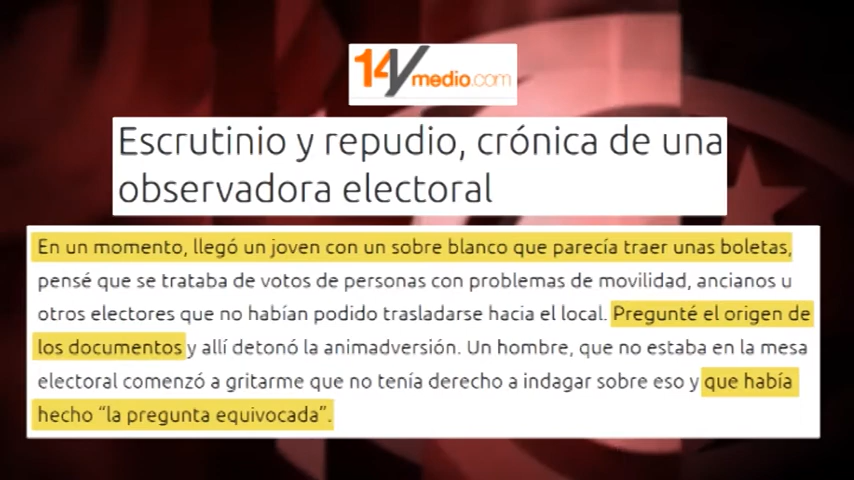 14ymedio.com
Escrutinio y repudio, crónica de una
observadora electoral
En un momento, llegó un joven con un sobre blanco que parecía traer unas boletas,
pensé que se trataba de votos de personas con problemas de movilidad, ancianos u
otros electores que no habían podido trasladarse hacia el local. Pregunté el origen de
los documentos y allí detonó la animadversión. Un hombre, que no estaba en la mesa
electoral comenzó a gritarme que no tenía derecho a indagar sobre eso y que había
hecho “la pregunta equivocada”.